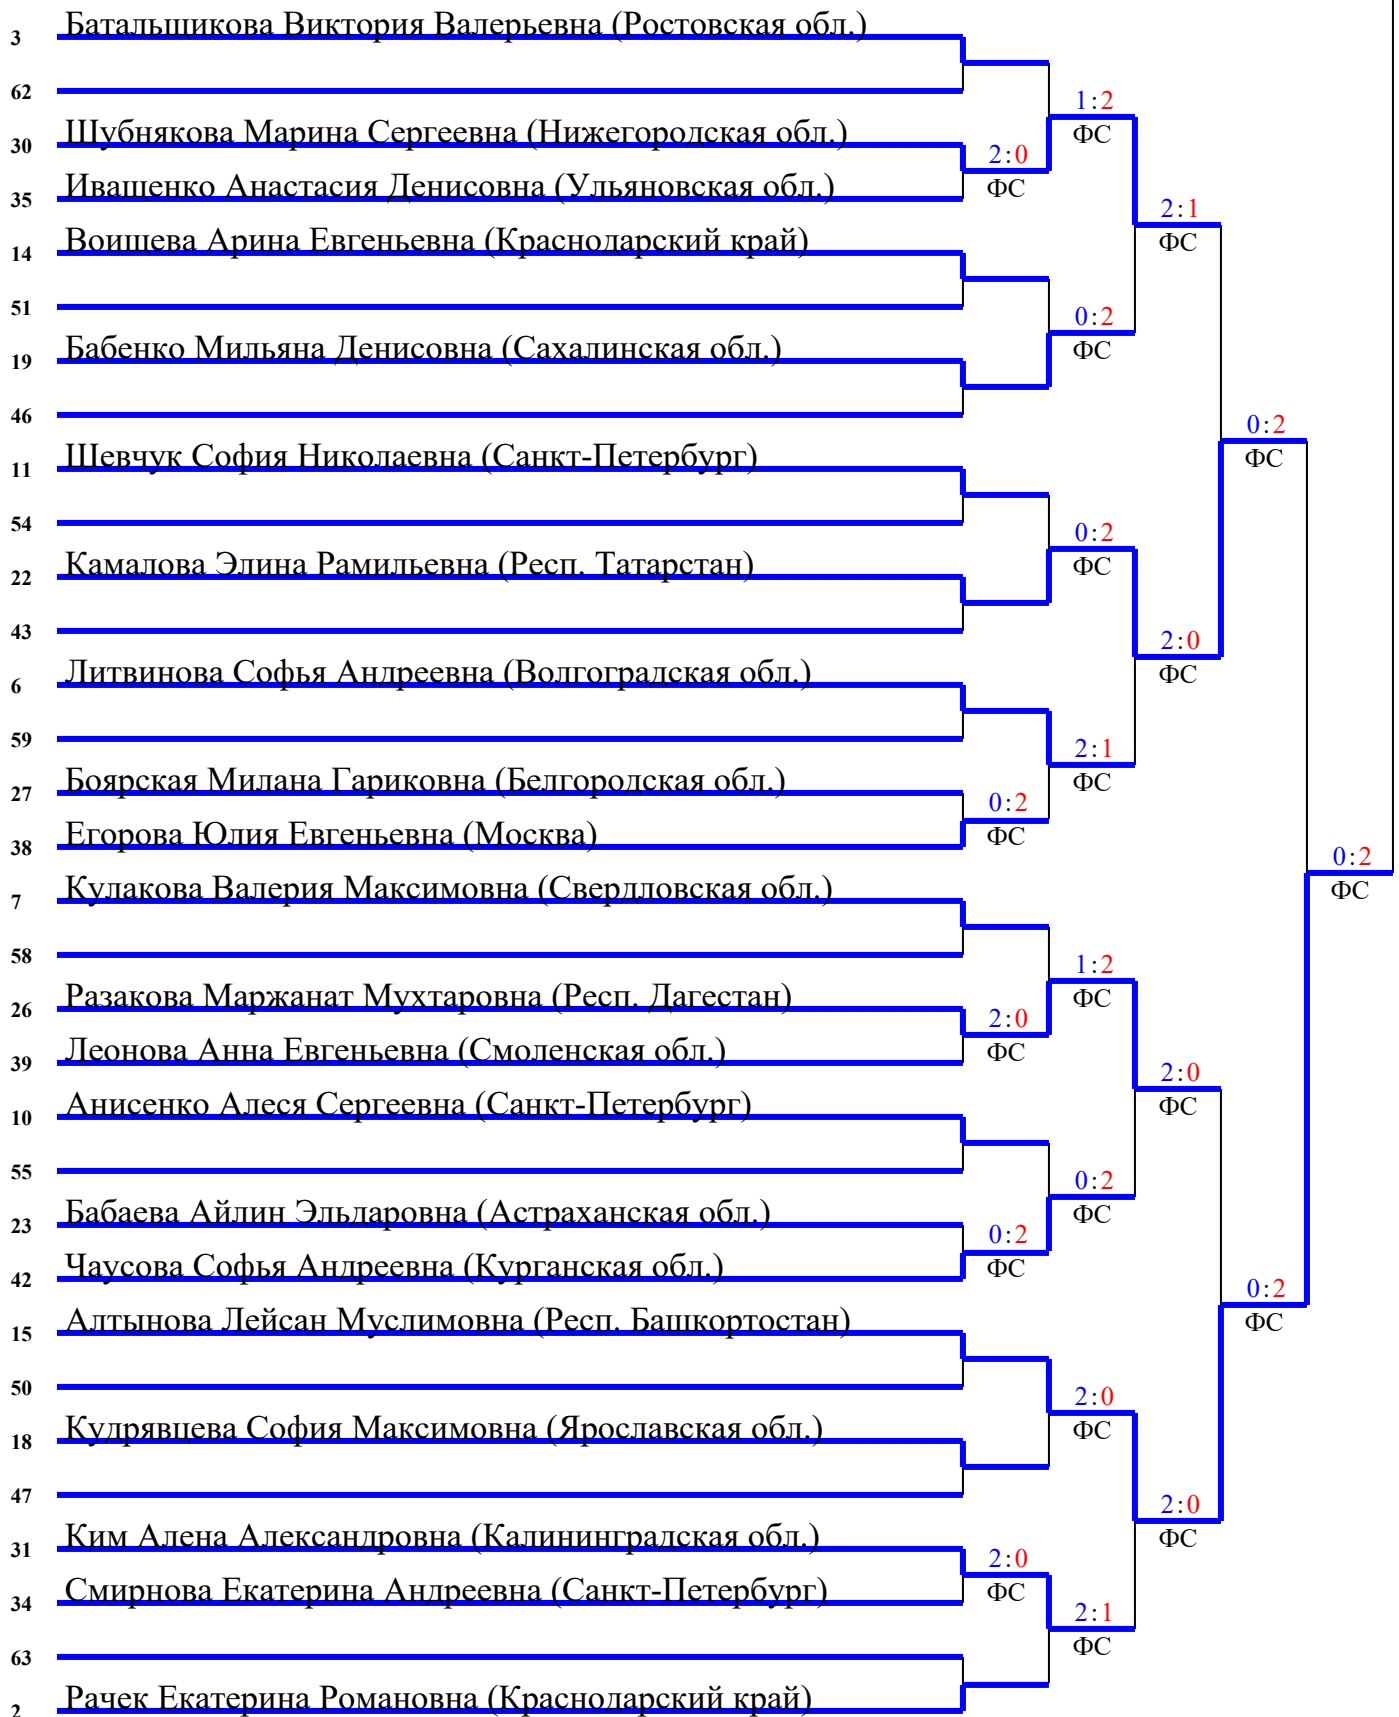 3 Батальщикова Виктория Валерьевна (Ростовская обл.)
62
1:2
30 Шубнякова Марина Сергеевна (Нижегородская обл.)
ФС
2:0
35 Иващенко Анастасия Денисовна (Ульяновская обл.)
ФС
2:1
14 Воищева Арина Евгеньевна (Краснодарский край)
ФС
51
0:2
19 Бабенко Мильяна Денисовна (Сахалинская обл.)
ФС
46
0:2
11 Шевчук София Николаевна (Санкт-Петербург)
ФС
54
0:2
22 Камалова Элина Рамильевна (Респ. Татарстан)
ФС
43
2:0
6 Литвинова Софья Андреевна (Волгоградская обл.)
ФС
59
2:1
27 Боярская Милана Гариковна (Белгородская обл.)
ФС
0:2
38 Егорова Юлия Евгеньевна (Москва)
ФС
0:2
7 Кулакова Валерия Максимовна (Свердловская обл.)
ФС
58
1:2
26 Разакова Маржанат Мухтаровна (Респ. Дагестан)
ФС
2:0
39 Леонова Анна Евгеньевна (Смоленская обл.)
ФС
2:0
10 Анисенко Алеся Сергеевна (Санкт-Петербург)
ФС
55
0:2
23 Бабаева Айлин Эльдаровна (Астраханская обл.)
ФС
0:2
42 Чаусова Софья Андреевна (Курганская обл.)
ФС
0:2
15 Алтынова Лейсан Муслимовна (Респ. Башкортостан)
ФС
50
2:0
18 Кудрявцева София Максимовна (Ярославская обл.)
ФС
47
2:0
31 Ким Алена Александровна (Калининградская обл.)
ФС
2:0
34 Смирнова Екатерина Андреевна (Санкт-Петербург)
ФС
2:1
63
ФС
2 Рачек Екатерина Романовна (Краснодарский край)